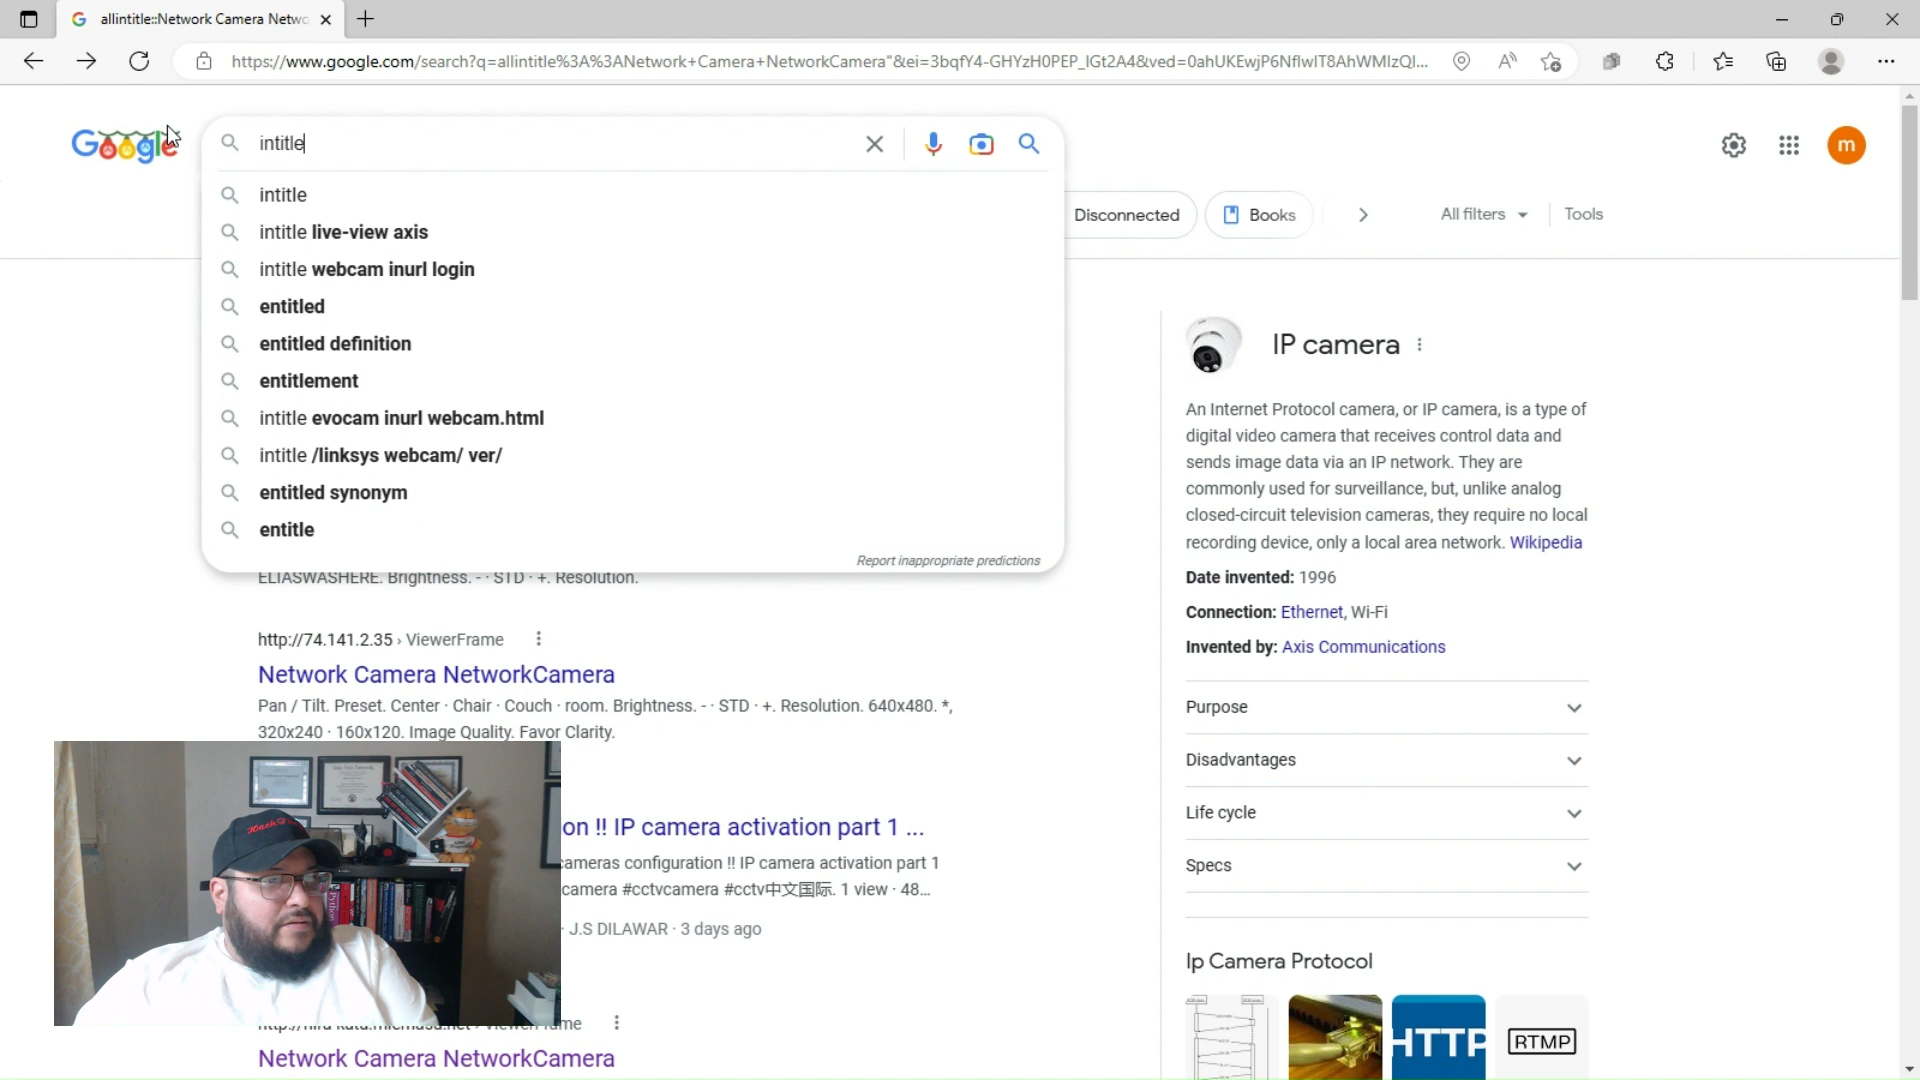 allintitle::Network Camera Netwo
https://www.google.com/search?q=allintitle%3A%3ANetwork+Camera+NetworkCamera"&ei=3bqfY4-GHYzH0PEP_IGt2A4&ved=0ahUKEwjP6NflwIT8AhWMIzQI...
Google
intitle
m
intitle
intitle live-view axis
intitle webcam inurl login
entitled
entitled definition
entitlement
intitle evocam inurl webcam.html
intitle /linksys webcam/ ver/
entitled synonym
entitle
Report inappropriate predictions
Disconnected
Books
All filters
Tools
ELIASWASHERE. Brightness. - · STD · +. Resolution.
http://74.141.2.35 › ViewerFrame
Network Camera NetworkCamera
Pan / Tilt. Preset. Center · Chair · Couch · room. Brightness. - · STD · +. Resolution. 640x480. *,
320x240 · 160x120. Image Quality. Favor Clarity.
on !! IP camera activation part 1 ...
cameras configuration !! IP camera activation part 1
camera #cctvcamera #cctv中文国际. 1 view · 48...
· J.S DILAWAR · 3 days ago
Network Camera NetworkCamera
IP camera
An Internet Protocol camera, or IP camera, is a type of
digital video camera that receives control data and
sends image data via an IP network. They are
commonly used for surveillance, but, unlike analog
closed-circuit television cameras, they require no local
recording device, only a local area network. Wikipedia
Date invented: 1996
Connection: Ethernet, Wi-Fi
Invented by: Axis Communications
Purpose
Disadvantages
Life cycle
Specs
Ip Camera Protocol
HTTP
RTMP
Python